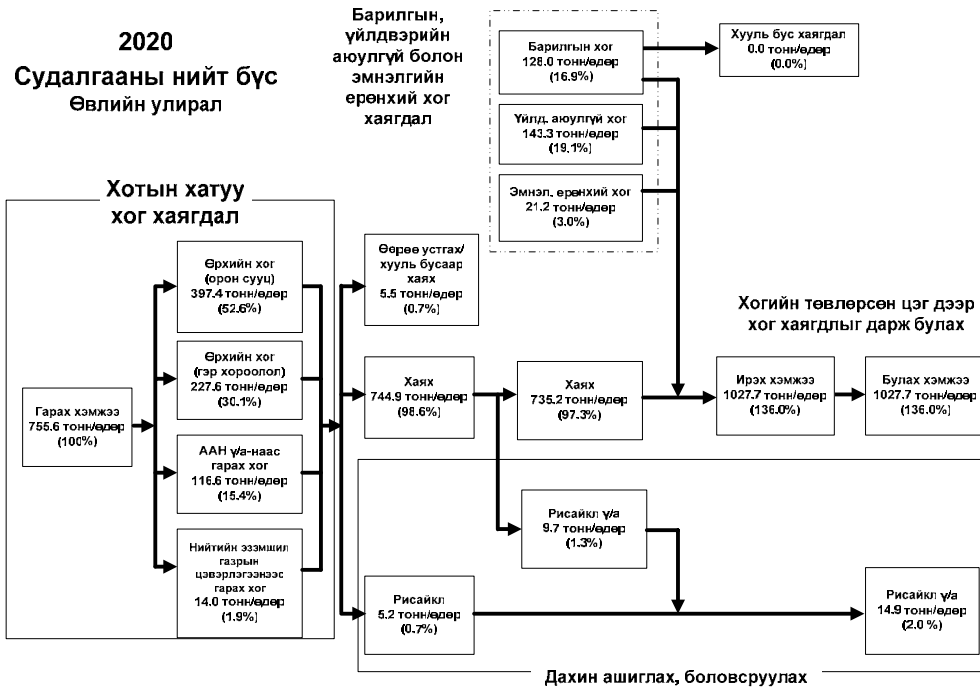 2020
Судалгааны нийт бүс
Өвлийн улирал
Барилгын,
үйлдвэрийн
аюулгүй болон
эмнэлгийн
ерөнхий хог
хаягдал
Барилгын хог
128.0 тонн/өдөр
(16.9%)
Хууль бус хаягдал
0.0 тонн/өдөр
(0.0%)
Үйлд. аюулгүй хог
143.3 тонн/өдөр
(19.1%)
Эмнэл. ерөнхий хог
21.2 тонн/өдөр
(3.0%)
Хотын хатуу
хог хаягдал
Гарах хэмжээ
755.6 тонн/өдөр
(100%)
Өрхийн хог
(орон сууц)
397.4 тонн/өдөр
(52.6%)
Өрхийн хог
(гэр хороолол)
227.6 тонн/өдөр
(30.1%)
ААН ү/а-наас
гарах хог
116.6 тонн/өдөр
(15.4%)
Нийтийн эзэмшил
газрын
цэвэрлэгээнээс
гарах хог
14.0 тонн/өдөр
(1.9%)
Өөрөө устгах/
хууль бусаар
хаях
5.5 тонн/өдөр
(0.7%)
Хаях
744.9 тонн/өдөр
(98.6%)
Хаях
735.2 тонн/өдөр
(97.3%)
Хогийн төвлөрсөн цэг дээр
хог хаягдлыг дарж булах
Ирэх хэмжээ
1027.7 тонн/өдөр
(136.0%)
Булах хэмжээ
1027.7 тонн/өдөр
(136.0%)
Рисайкл ү/а
9.7 тонн/өдөр
(1.3%)
Рисайкл
5.2 тонн/өдөр
(0.7%)
Рисайкл ү/а
14.9 тонн/өдөр
(2.0 %)
Дахин ашиглах, боловсруулах